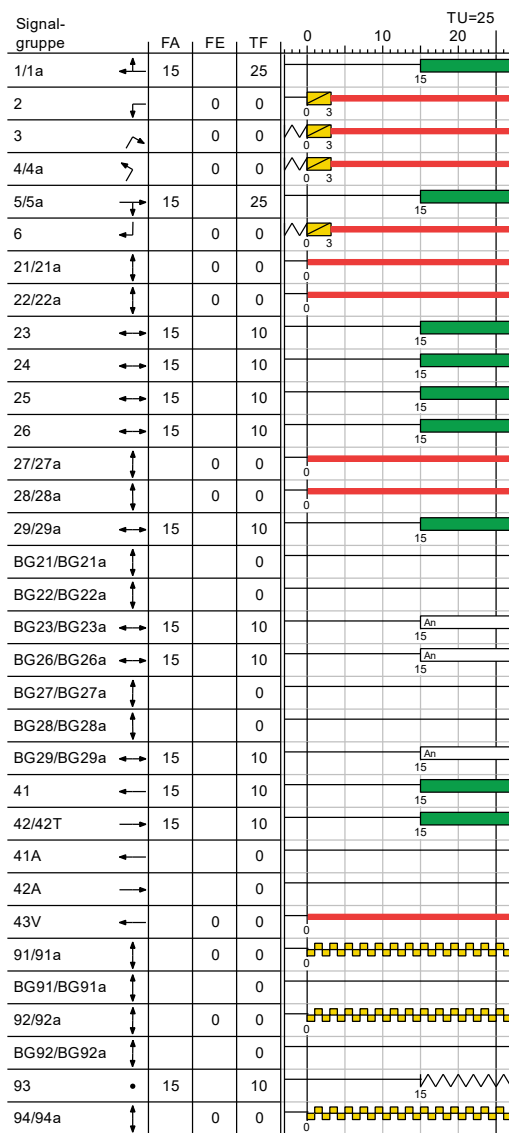 TU=25
Signal-
gruppe FA FE TF 0 10 20
1/1a 15 25 15
2 0 0 0 3
3 0 0 0 3
4/4a 0 0 0 3
5/5a 15 25 15
6 0 0 0 3
21/21a 0 0 0
22/22a 0 0 0
23 15 10 15
24 15 10 15
25 15 10 15
26 15 10 15
27/27a 0 0 0
28/28a 0 0 0
29/29a 15 10 15
BG21/BG21a 0
BG22/BG22a 0
BG23/BG23a 15 10 An 15
BG26/BG26a 15 10 An 15
BG27/BG27a 0
BG28/BG28a 0
BG29/BG29a 15 10 An 15
41 15 10 15
42/42T 15 10 15
41A 0
42A 0
43V 0 0 0
91/91a 0 0 0
BG91/BG91a 0
92/92a 0 0 0
BG92/BG92a 0
93 15 10 15
94/94a 0 0 0